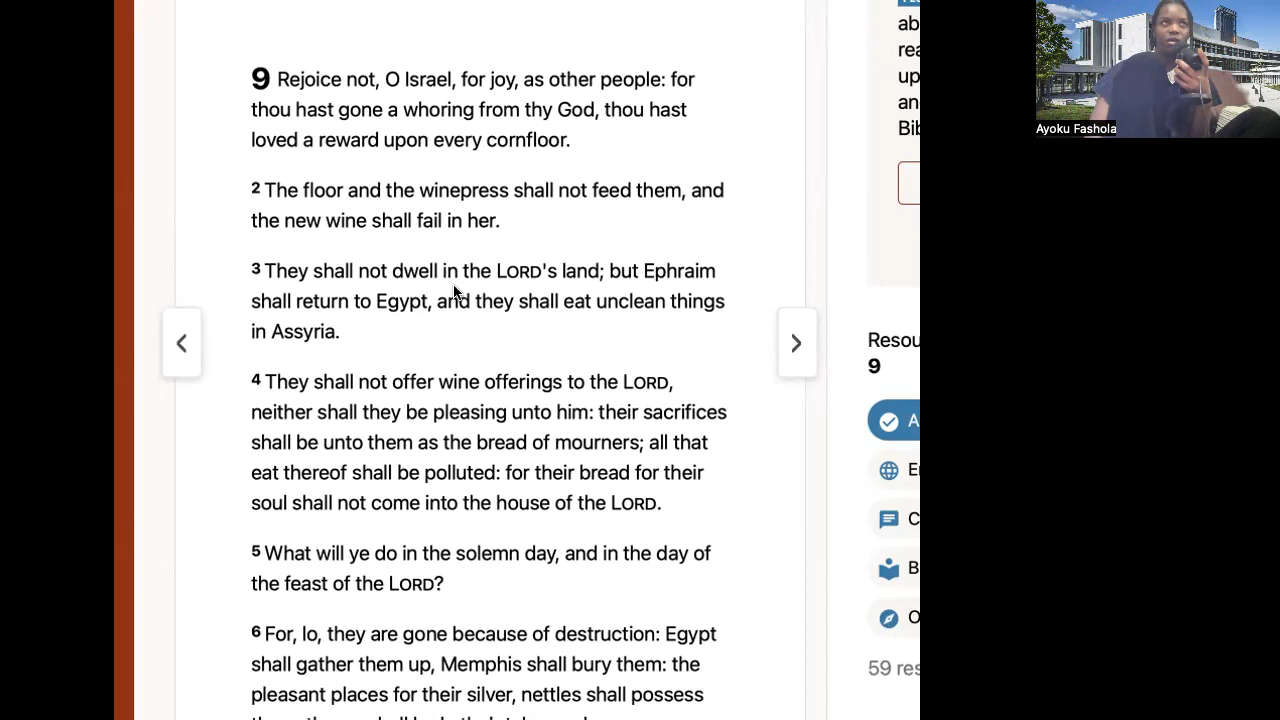 9 Rejoice not, O Israel, for joy, as other people: for
thou hast gone a whoring from thy God, thou hast
loved a reward upon every cornfloor.
2 The floor and the winepress shall not feed them, and
the new wine shall fail in her.
3 They shall not dwell in the LORD's land; but Ephraim
shall return to Egypt, and they shall eat unclean things
in Assyria.
4 They shall not offer wine offerings to the LORD,
neither shall they be pleasing unto him: their sacrifices
shall be unto them as the bread of mourners; all that
eat thereof shall be polluted: for their bread for their
soul shall not come into the house of the LORD.
5 What will ye do in the solemn day, and in the day of
the feast of the LORD?
6 For, lo, they are gone because of destruction: Egypt
shall gather them up, Memphis shall bury them: the
pleasant places for their silver, nettles shall possess
ab
rea
up
an
Bib
Resou
9
A
E
C
B
O
59 res
Ayoku Fashola